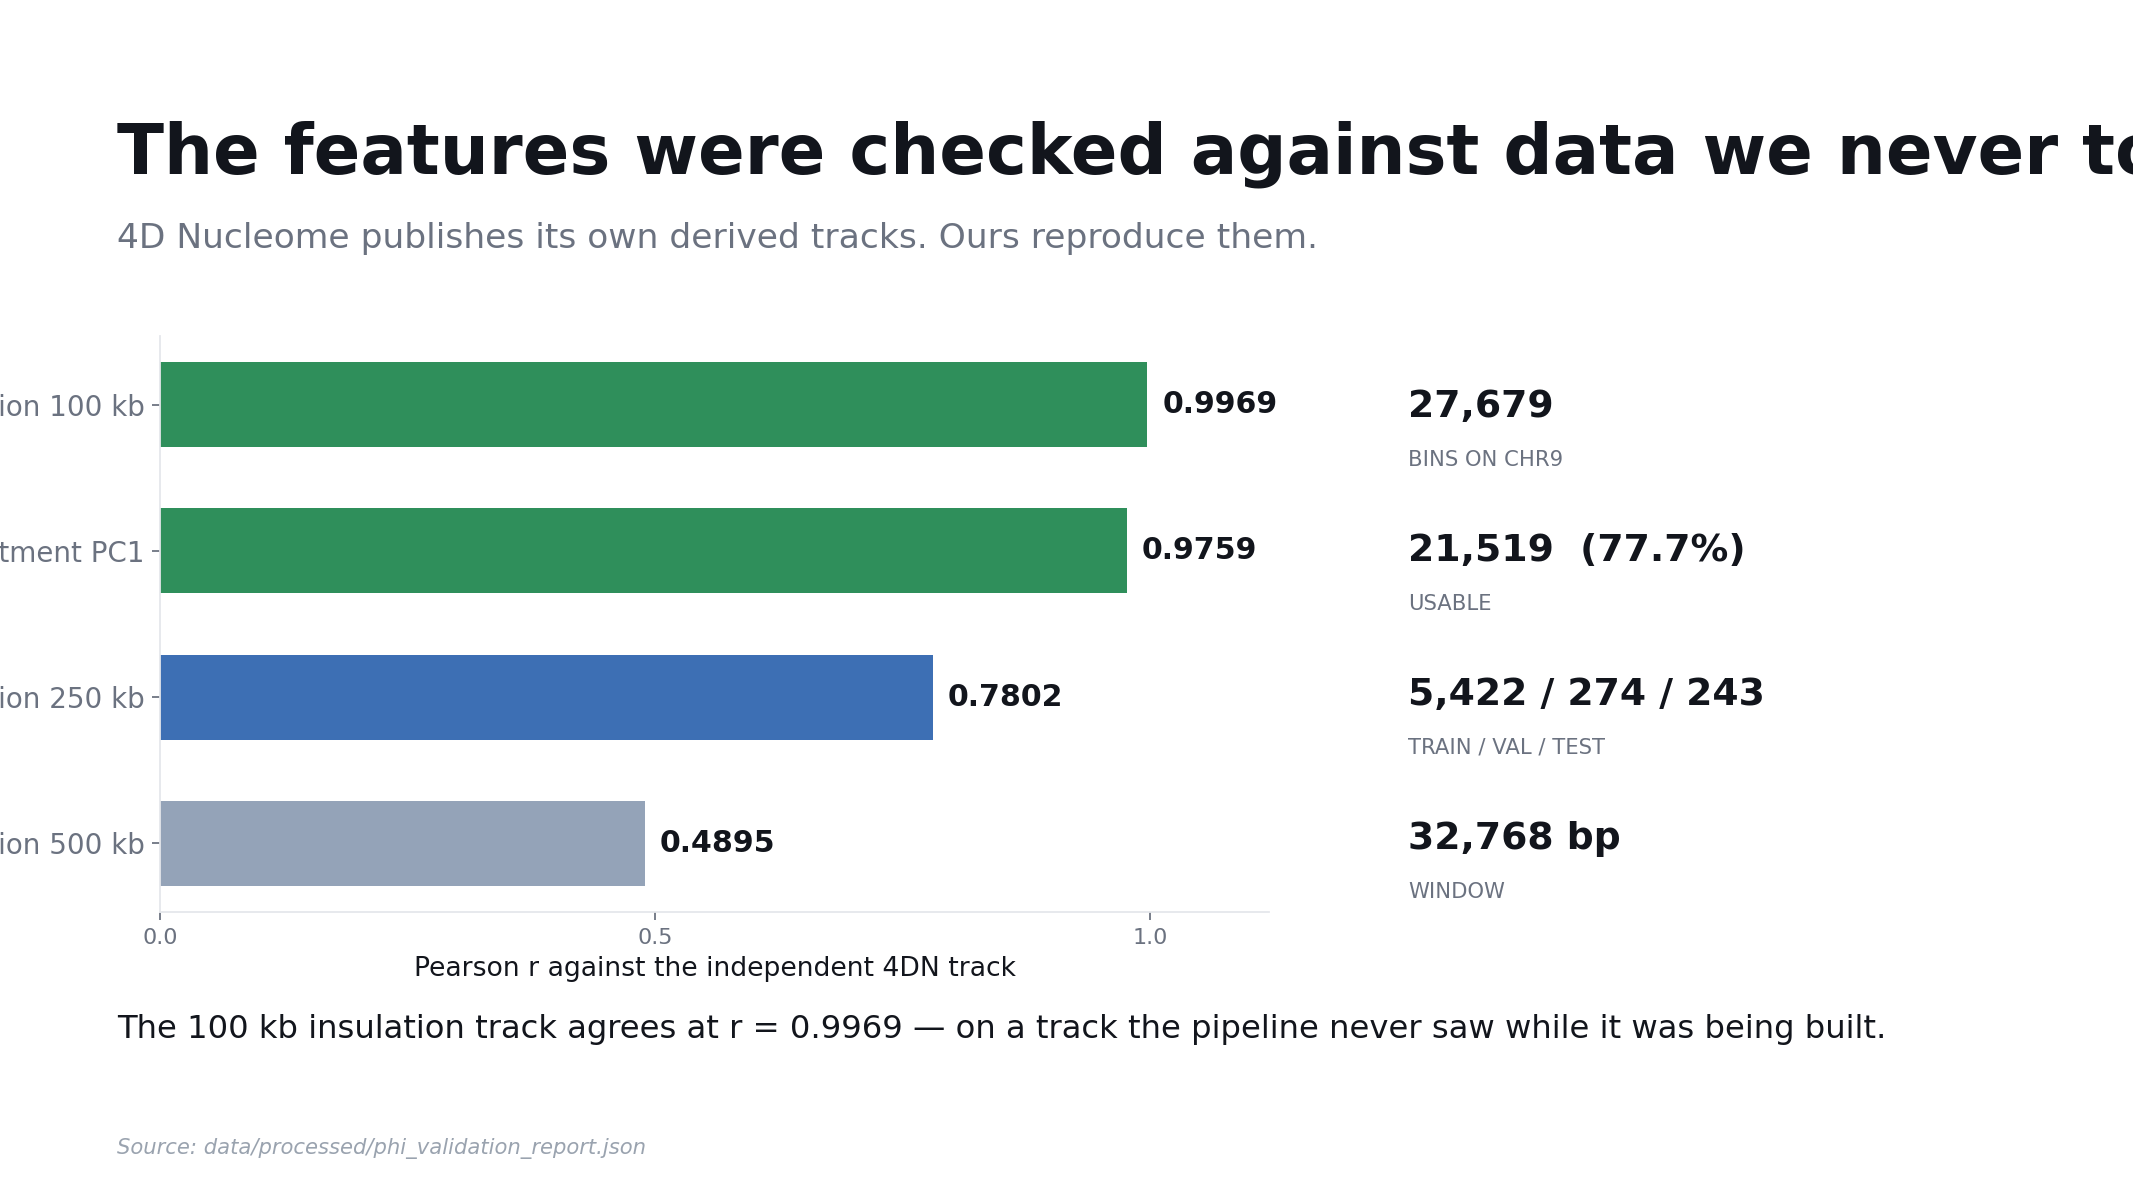 The features were checked against data we never to
4D Nucleome publishes its own derived tracks. Ours reproduce them.
ion 100 kb
0.9969
27,679
BINS ON CHR9
tment PC1
0.9759
21,519 (77.7%)
USABLE
ion 250 kb
0.7802
5,422 / 274 / 243
TRAIN / VAL / TEST
ion 500 kb
0.4895
32,768 bp
WINDOW
0.0 0.5 1.0
Pearson r against the independent 4DN track
The 100 kb insulation track agrees at r = 0.9969 — on a track the pipeline never saw while it was being built.
Source: data/processed/phi_validation_report.json